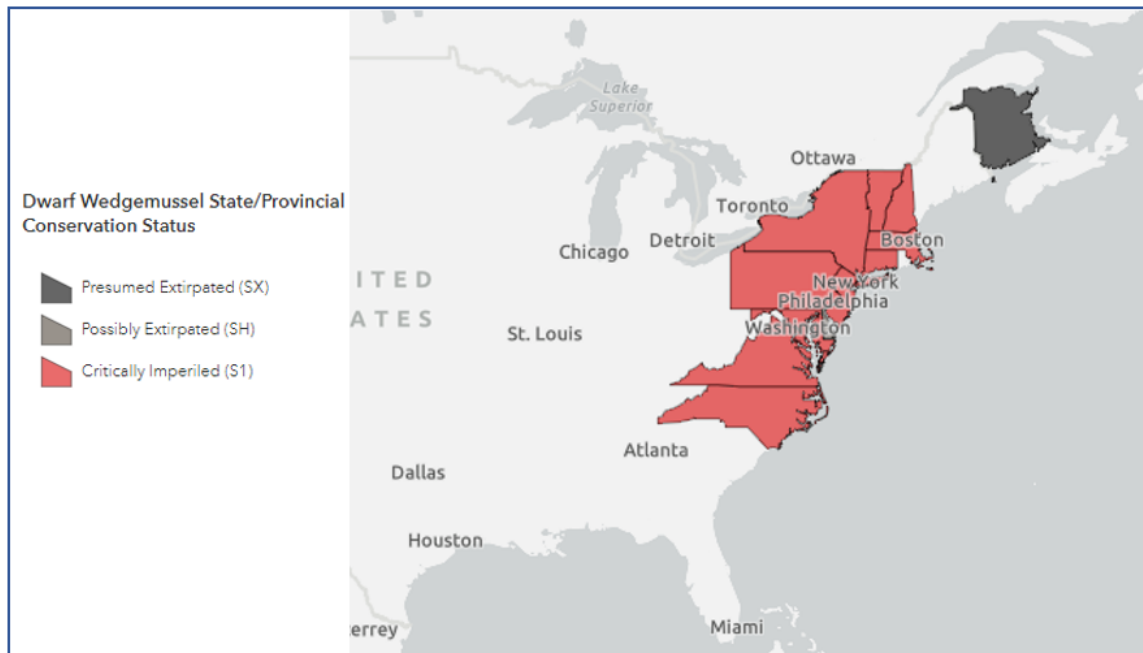 Dwarf Wedgemussel State/Provincial
Conservation Status
Presumed Extirpated (SX)
Possibly Extirpated (SH)
Critically Imperiled (S1)
Lake
Superior
Ottawa
Toronto
Boston
Detroit
Chicago
New York
ITED
Philadelphia
ATES
Washington
St. Louis
Atlanta
Dallas
Houston
errey
Miami